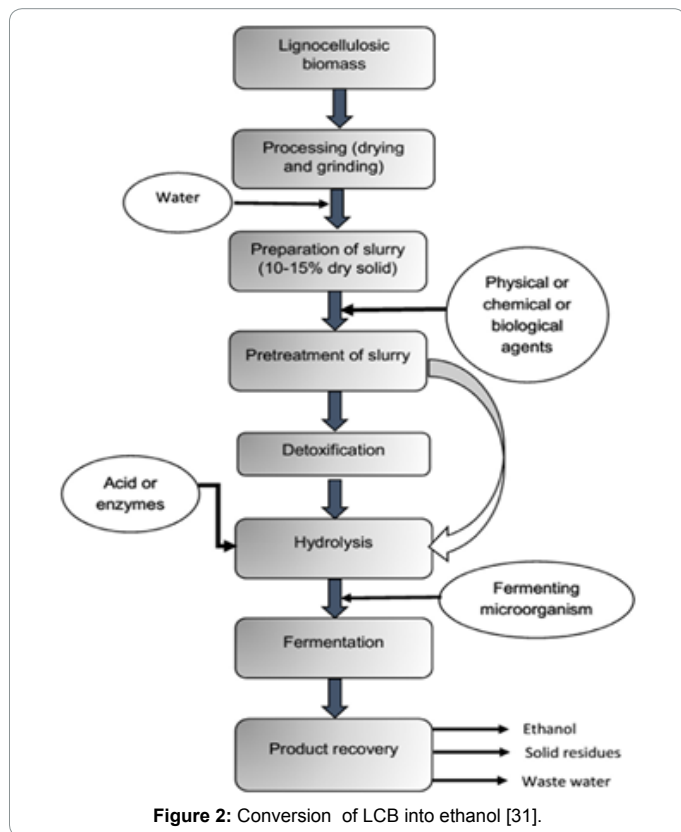 Lignocellulosic
biomass
Processing (drying
and grinding)
Water
Preparation of slurry
(10-15% dry solid)
Physical or
chemical or
biological
agents
Pretreatment of slurry
Detoxification
Acid or
enzymes
Hydrolysis
Fermenting
microorganism
Fermentation
Product recovery
Ethanol
Solid residues
Waste water
Figure 2: Conversion of LCB into ethanol [31].